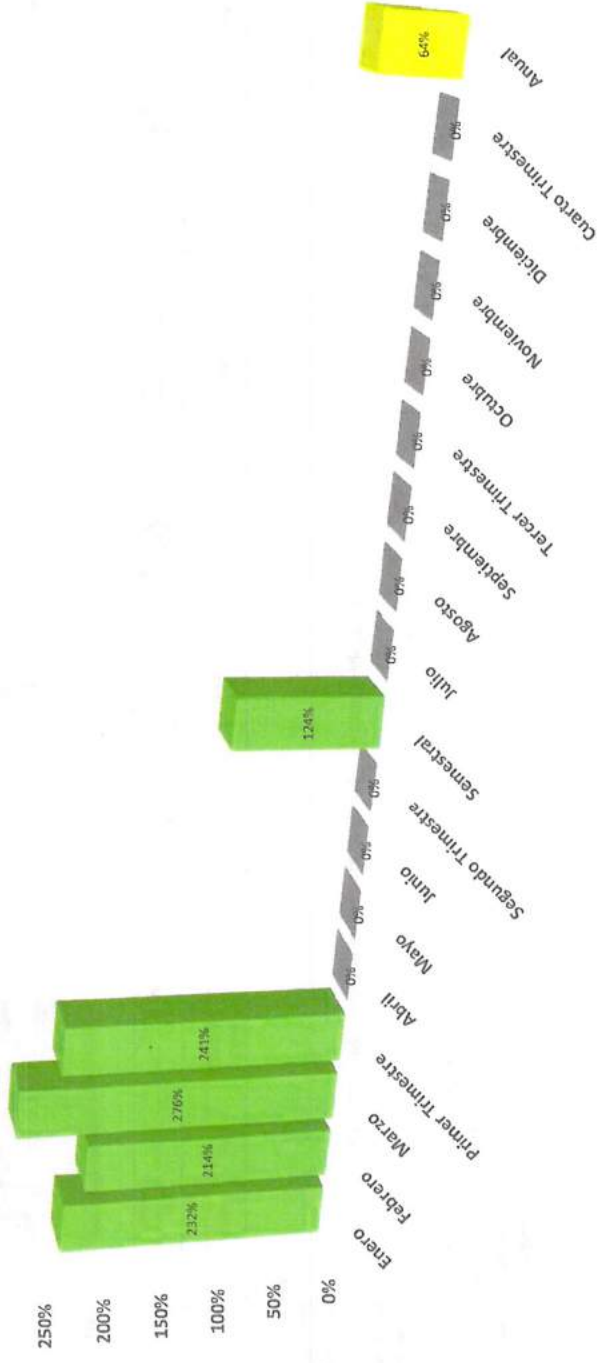 250%
200%
150%
100%
50%
0%
232%
214%
276%
241%
0%
0%
0%
0%
124%
0%
0%
0%
0%
0%
0%
0%
0%
64%
Enero
Febrero
Marzo
Primer Trimestre
Abril
Mayo
Junio
Segundo Trimestre
Semestral
Julio
Agosto
Septiembre
Tercer Trimestre
Octubre
Noviembre
Diciembre
Cuarto Trimestre
Anual